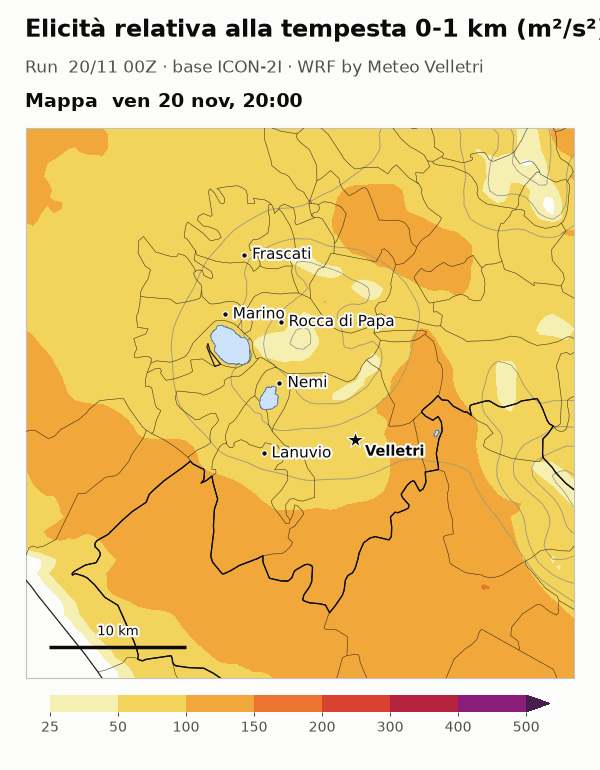 Elicità relativa alla tempesta 0-1 km (m²/s²)
Run  20/11 00Z · base ICON-2I · WRF by Meteo Velletri
Mappa  ven 20 nov, 20:00
Frascati
Marino
Rocca di Papa
Nemi
Velletri
Lanuvio
10 km
25 50 100 150 200 300 400 500